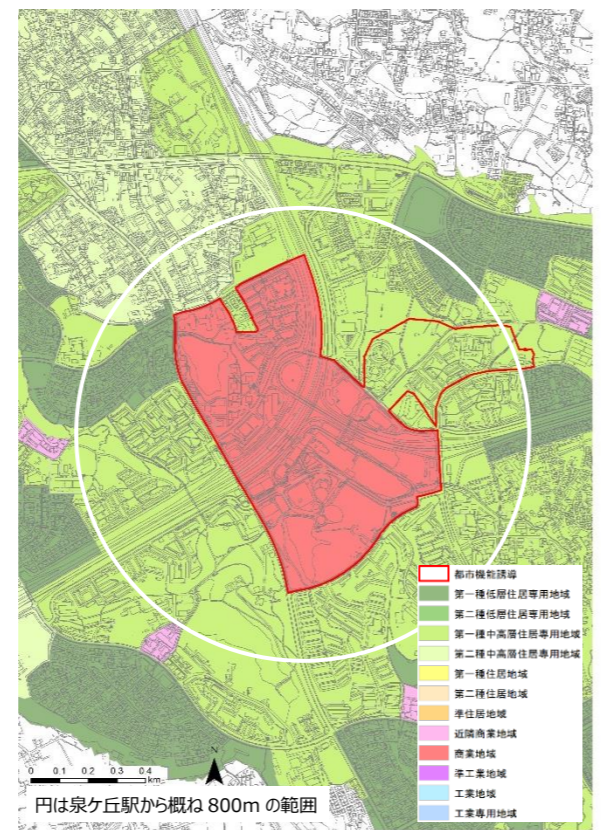 都市機能誘導
第一種低層住居専用地域
第二種低層住居専用地域
第一種中高層住居専用地域
第二種中高層住居専用地域
第一種住居地域
第二種住居地域
準住居地域
近隣商業地域
商業地域
準工業地域
工業地域
工業専用地域
N
0 0.1 0.2 0.3 0.4
km
円は泉ケ丘駅から概ね 800m の範囲